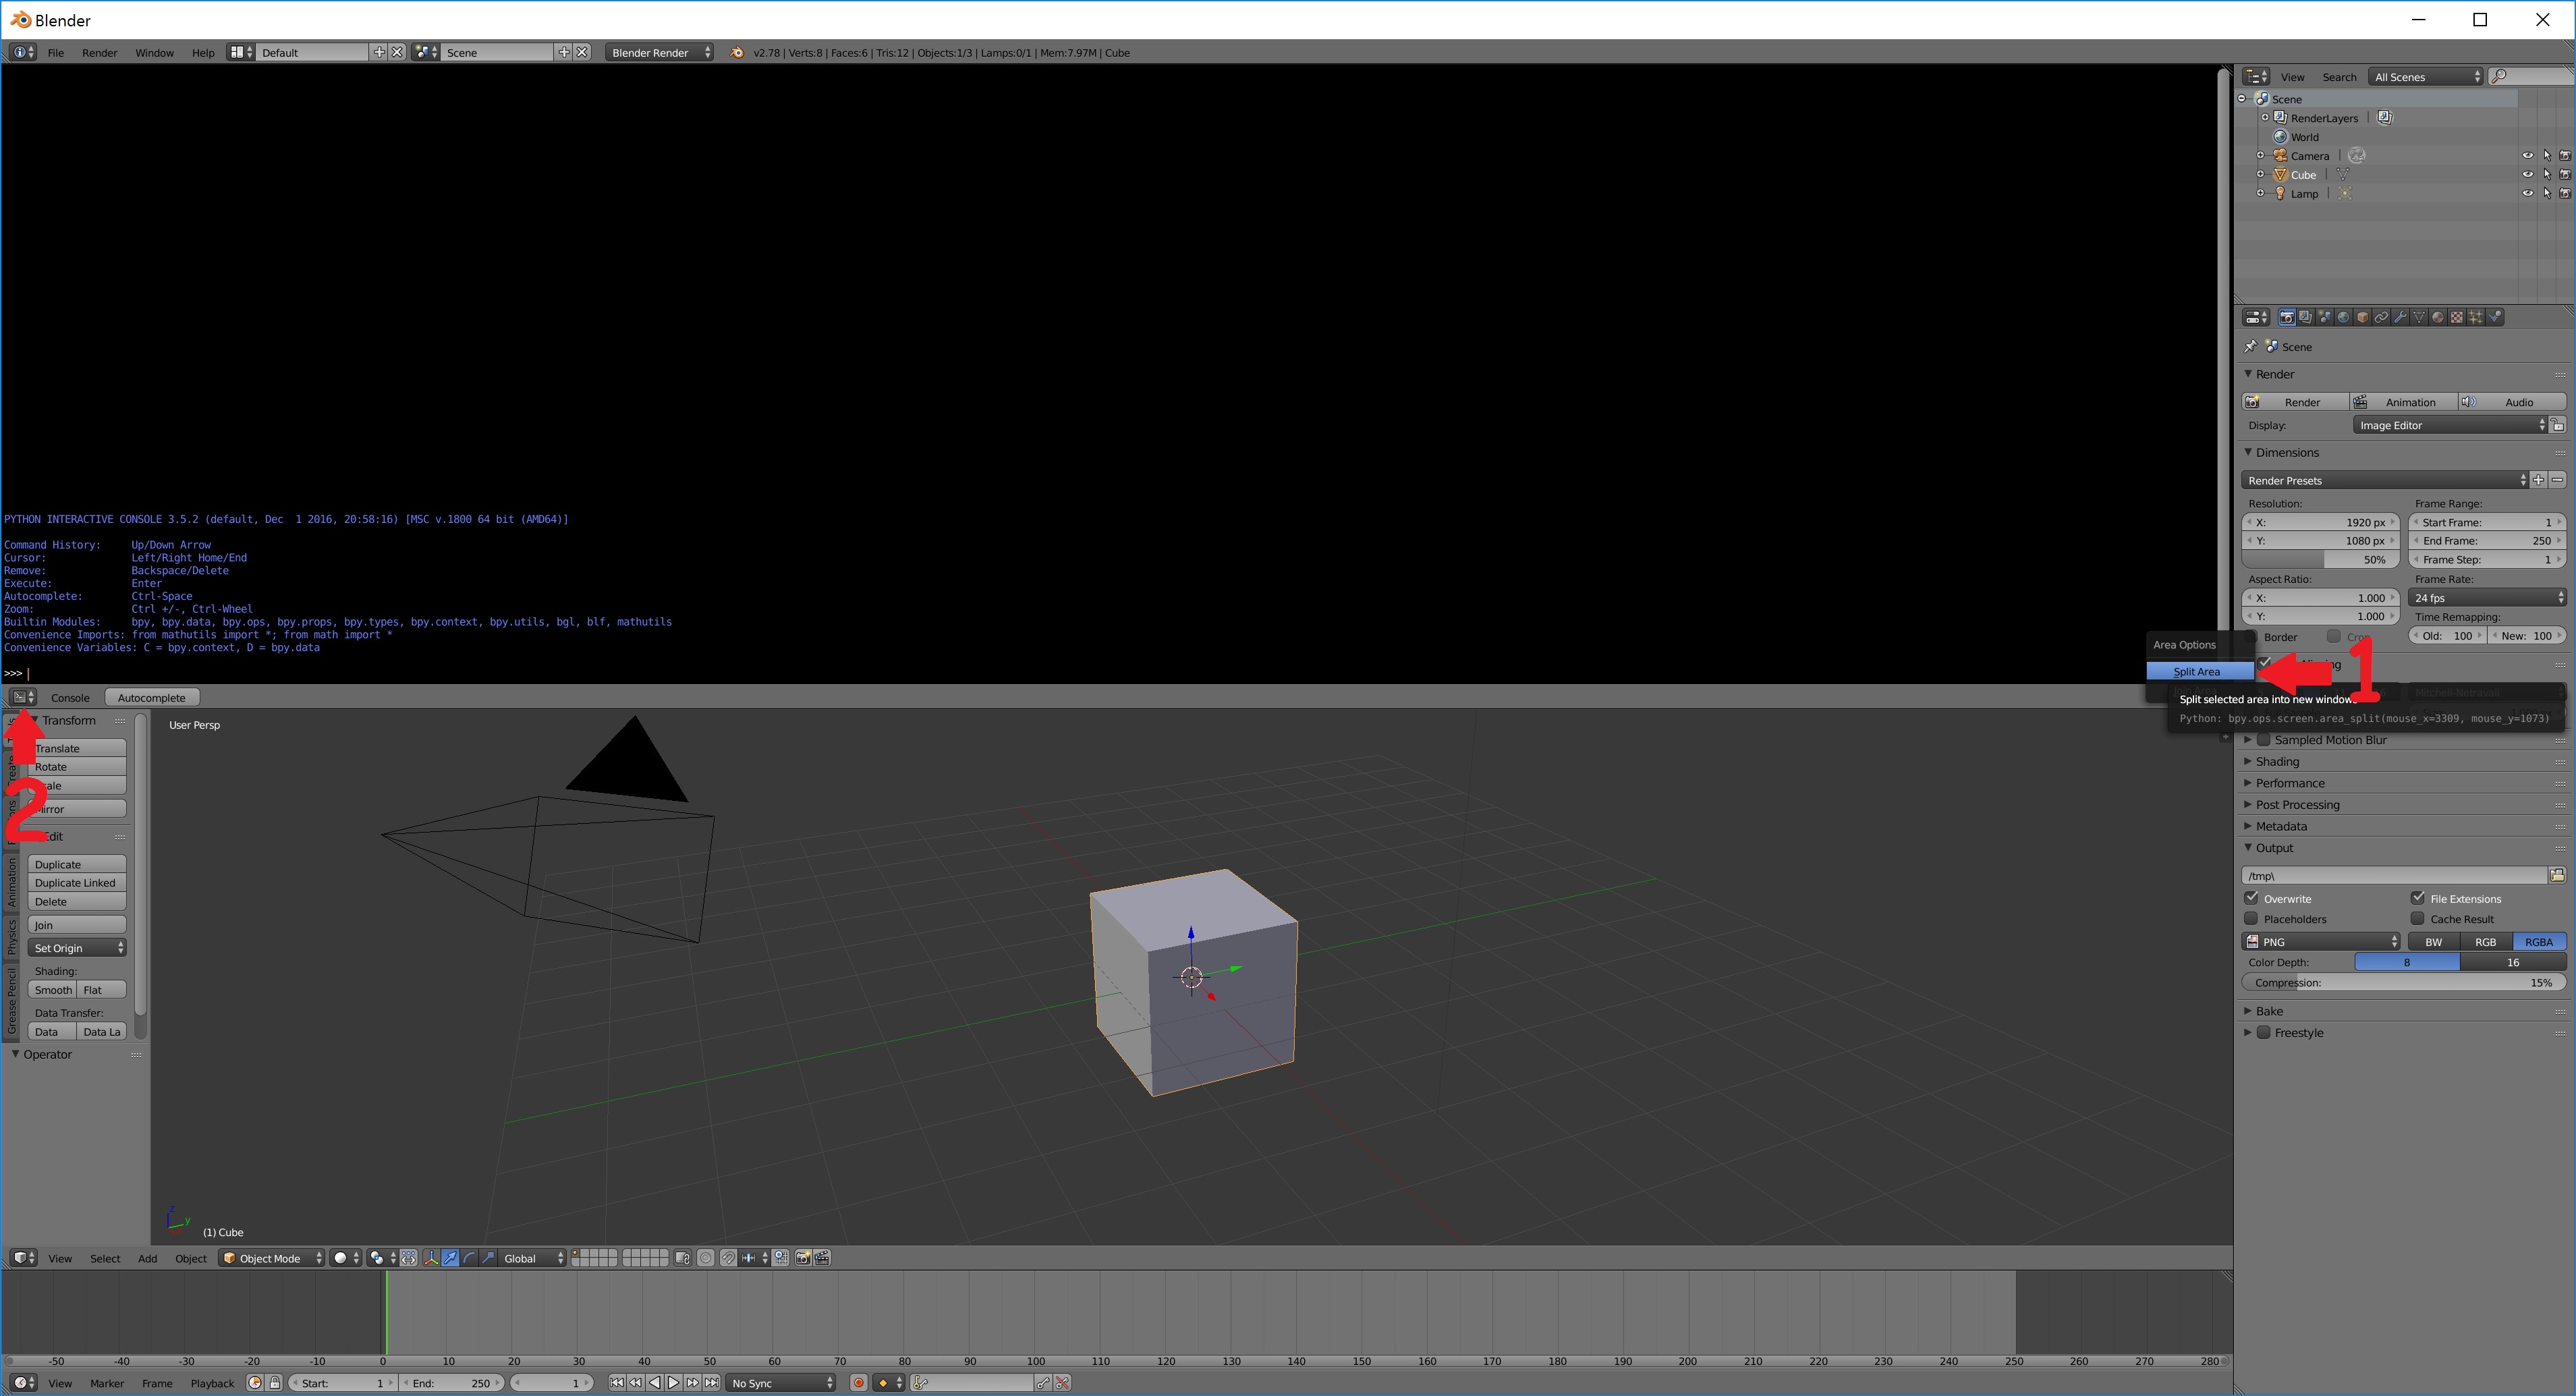 Blender
File Render Window Help Default Scene Blender Render v2.78 | Verts:8 | Faces:6 | Tris:12 | Objects:1/3 | Lamps:0/1 | Mem:7.97M | Cube
View Search All Scenes
Scene
RenderLayers |
World
Camera |
Cube |
Lamp |
Scene
Render
Render Animation Audio
Display: Image Editor
Dimensions
Render Presets
Resolution: Frame Range:
X: 1920 px Start Frame: 1
Y: 1080 px End Frame: 250
50% Frame Step: 1
Aspect Ratio: Frame Rate:
X: 1.000 24 fps
Y: 1.000 Time Remapping:
Border Old: 100 New: 100
Area Options
Split Area
1
Mitchell-Netravali
Split selected area into new windows
Python: bpy.ops.screen.area_split(mouse_x=3309, mouse_y=1073)
Sampled Motion Blur
Shading
Performance
Post Processing
Metadata
Output
/tmp\
Overwrite File Extensions
Placeholders Cache Result
PNG BW RGB RGBA
Color Depth: 8 16
Compression: 15%
Bake
Freestyle
PYTHON INTERACTIVE CONSOLE 3.5.2 (default, Dec  1 2016, 20:58:16) [MSC v.1800 64 bit (AMD64)]
Command History: Up/Down Arrow
Cursor: Left/Right Home/End
Remove: Backspace/Delete
Execute: Enter
Autocomplete: Ctrl-Space
Zoom: Ctrl +/-, Ctrl-Wheel
Builtin Modules: bpy, bpy.data, bpy.ops, bpy.props, bpy.types, bpy.context, bpy.utils, bgl, blf, mathutils
Convenience Imports: from mathutils import *; from math import *
Convenience Variables: C = bpy.context, D = bpy.data
>>>
Console Autocomplete
Transform
Translate
Rotate
2
Edit
Duplicate
Duplicate Linked
Delete
Join
Set Origin
Shading:
Smooth Flat
Data Transfer:
Data Data La
Operator
Animation
Physics
Grease Pencil
User Persp
z
y
(1) Cube
View Select Add Object Object Mode Global
-50 -40 -30 -20 -10 0 10 20 30 40 50 60 70 80 90 100 110 120 130 140 150 160 170 180 190 200 210 220 230 240 250 260 270 280
View Marker Frame Playback Start: 1 End: 250 1 No Sync